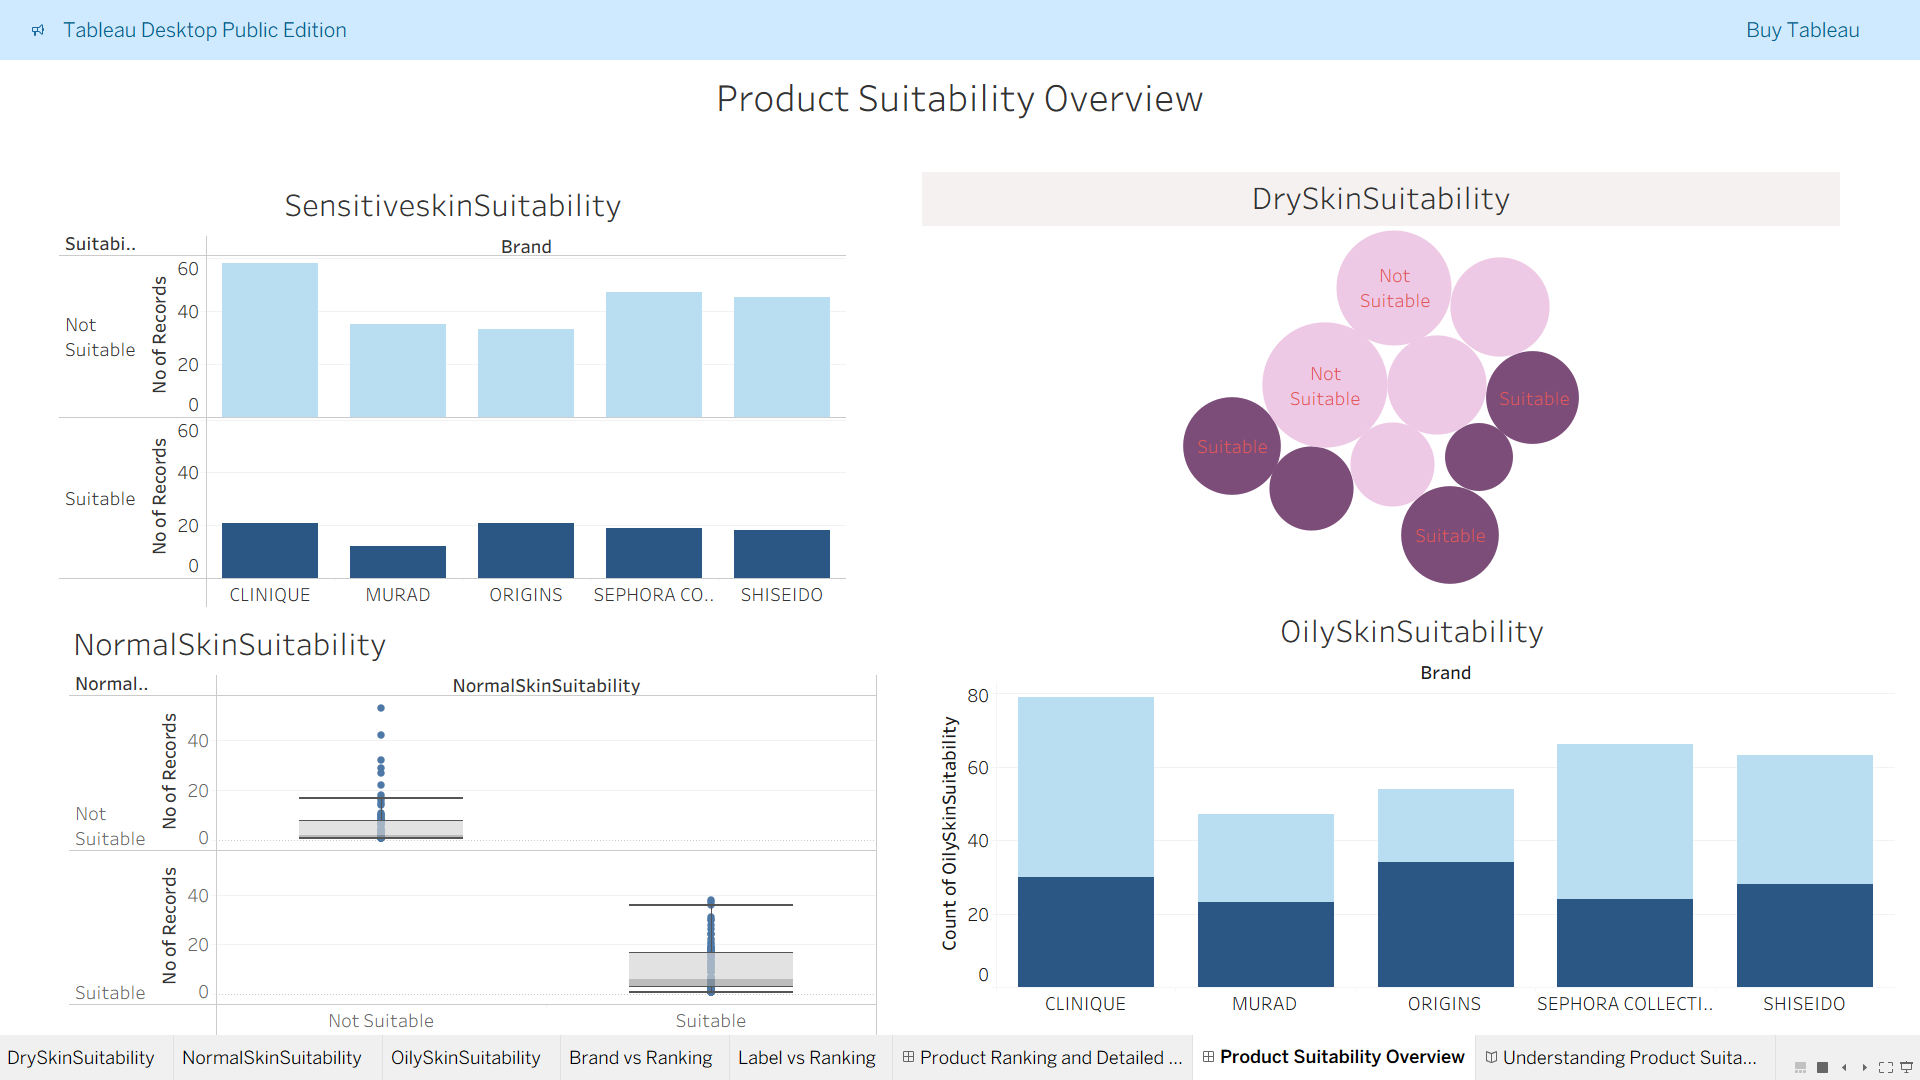 Tableau Desktop Public Edition
Buy Tableau
Product Suitability Overview
SensitiveskinSuitability
Suitabi..
Brand
Not
Suitable
No of Records
60
40
20
0
Suitable
No of Records
60
40
20
0
CLINIQUE
MURAD
ORIGINS
SEPHORA CO..
SHISEIDO
DrySkinSuitability
Not
Suitable
Not
Suitable
Suitable
Suitable
Suitable
NormalSkinSuitability
Normal..
NormalSkinSuitability
Not
Suitable
No of Records
40
20
0
Suitable
No of Records
40
20
0
Not Suitable
Suitable
OilySkinSuitability
Brand
Count of OilySkinSuitability
80
60
40
20
0
CLINIQUE
MURAD
ORIGINS
SEPHORA COLLECTI..
SHISEIDO
DrySkinSuitability
NormalSkinSuitability
OilySkinSuitability
Brand vs Ranking
Label vs Ranking
Product Ranking and Detailed ...
Product Suitability Overview
Understanding Product Suita...